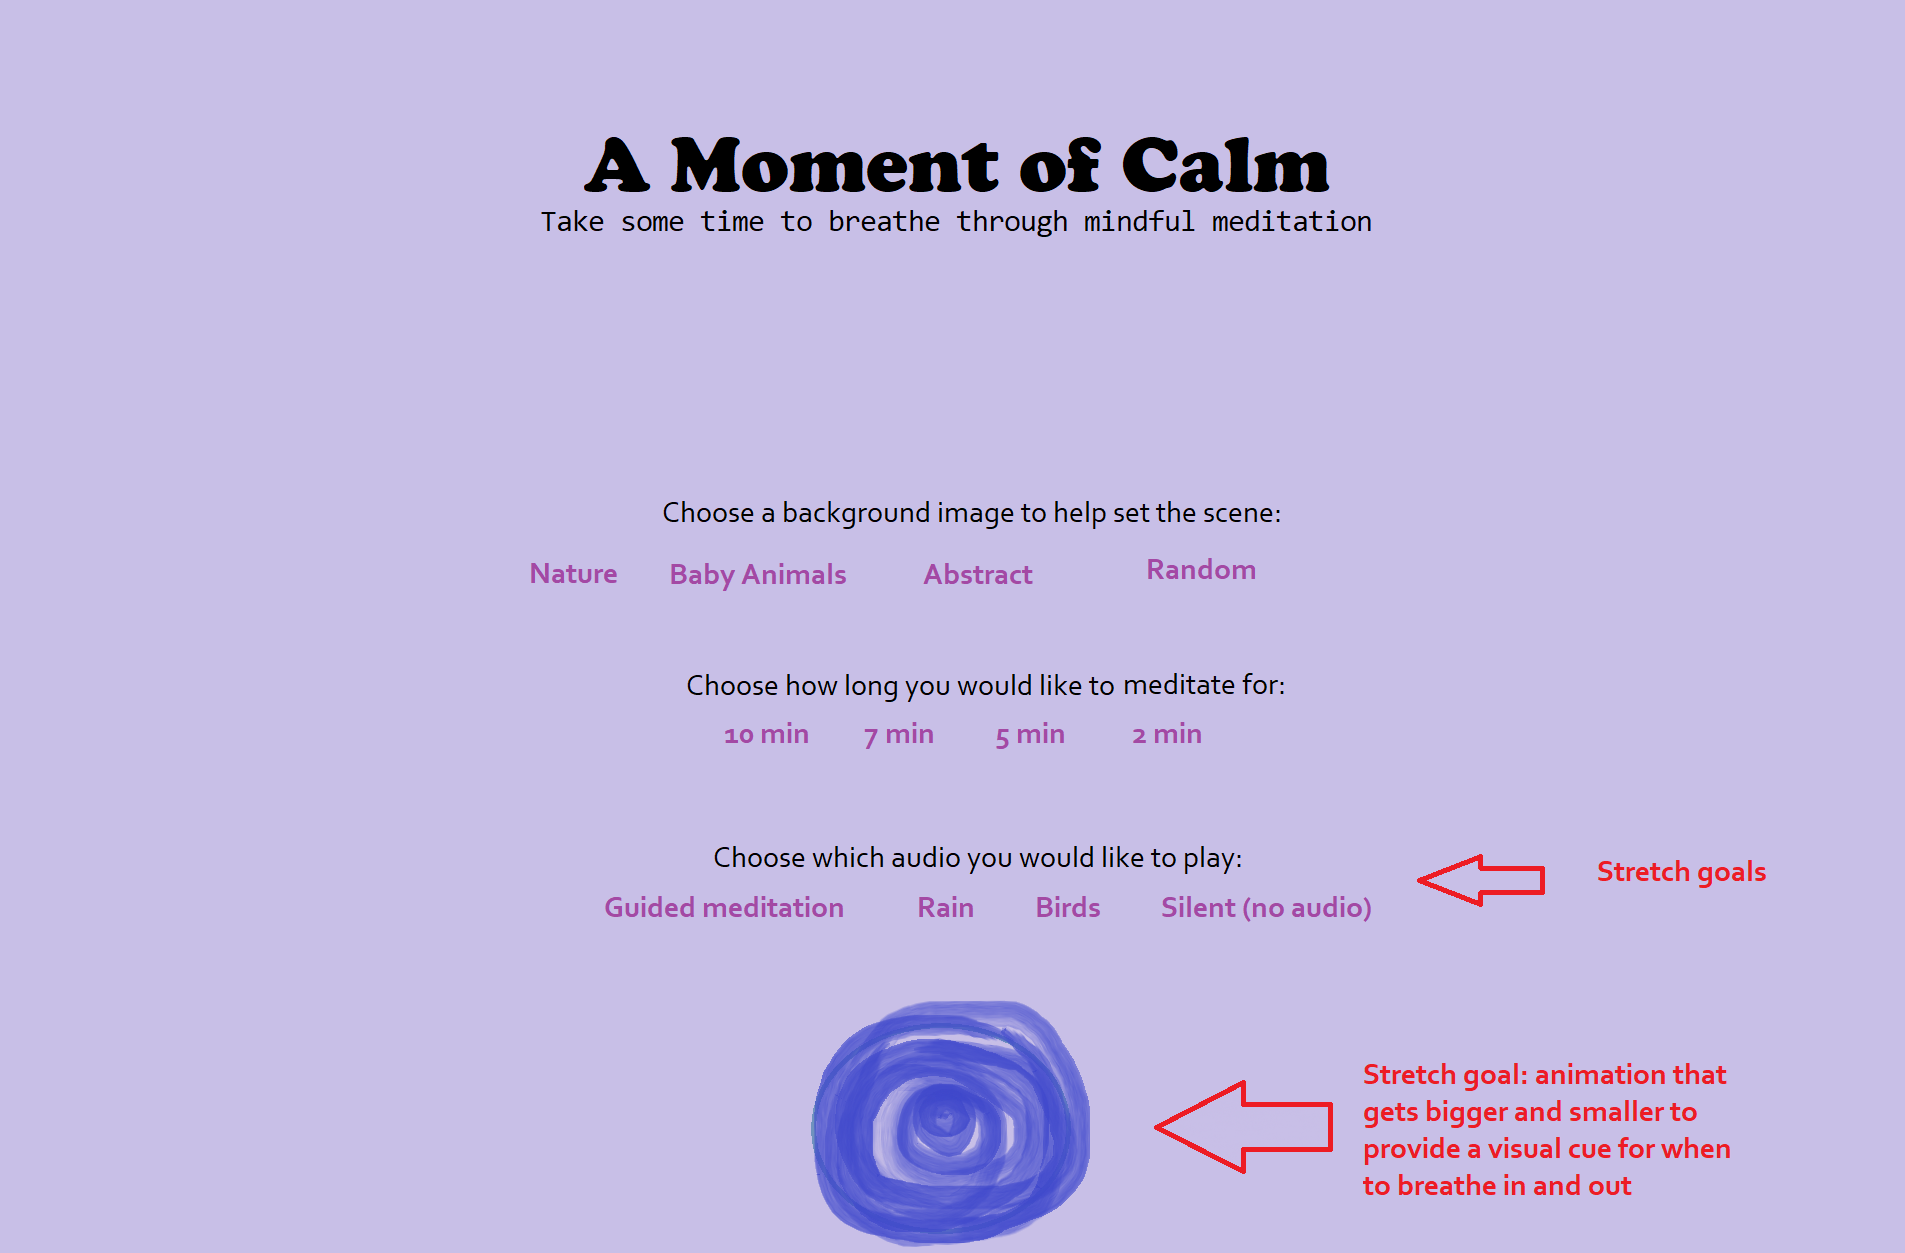 A Moment of Calm
Take some time to breathe through mindful meditation
Choose a background image to help set the scene:
Nature Baby Animals Abstract Random
Choose how long you would like to meditate for:
10 min 7 min 5 min 2 min
Choose which audio you would like to play:
Stretch goals
Guided meditation Rain Birds Silent (no audio)
Stretch goal: animation that
gets bigger and smaller to
provide a visual cue for when
to breathe in and out